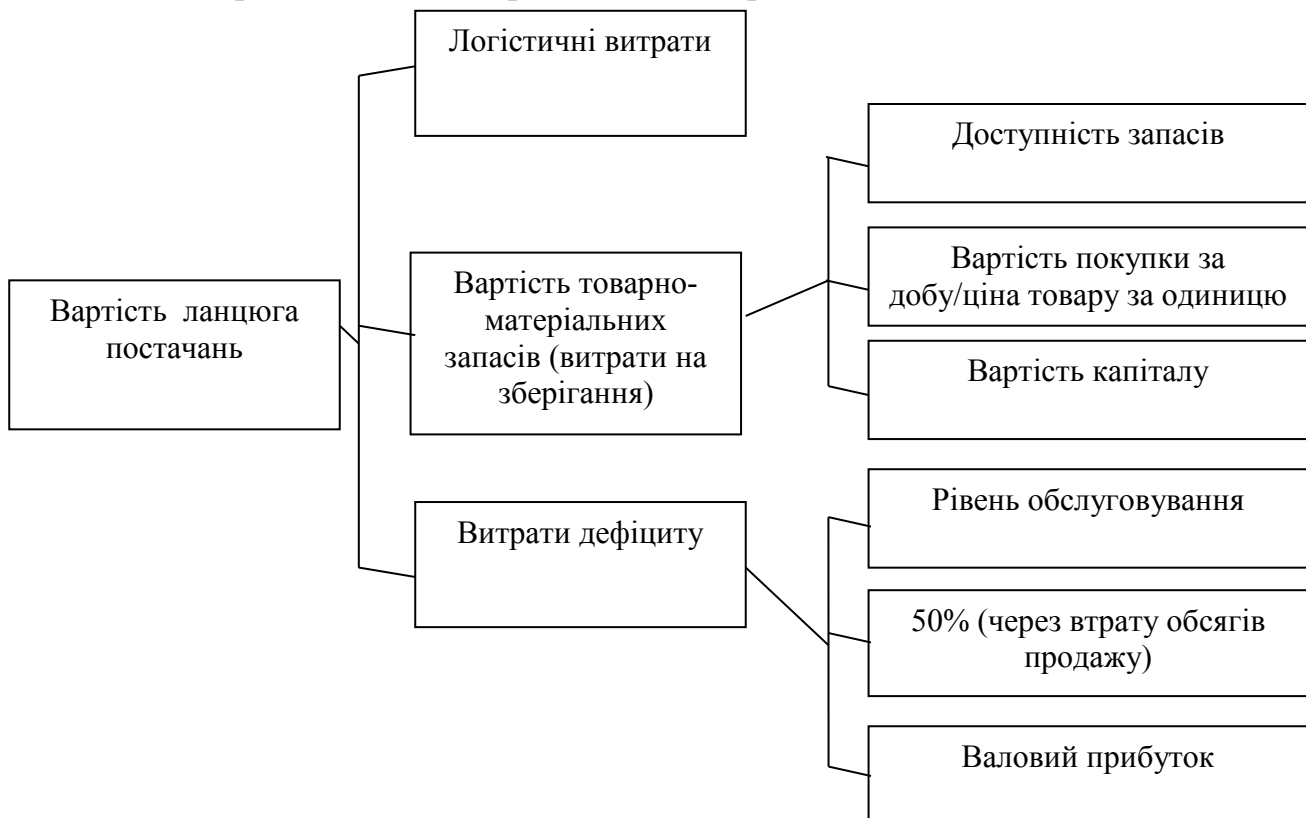 Логістичні витрати
Доступність запасів
Вартість ланцюга
постачань
Вартість товарно-
матеріальних
запасів (витрати на
зберігання)
Вартість покупки за
добу/ціна товару за одиницю
Вартість капіталу
Витрати дефіциту
Рівень обслуговування
50% (через втрату обсягів
продажу)
Валовий прибуток